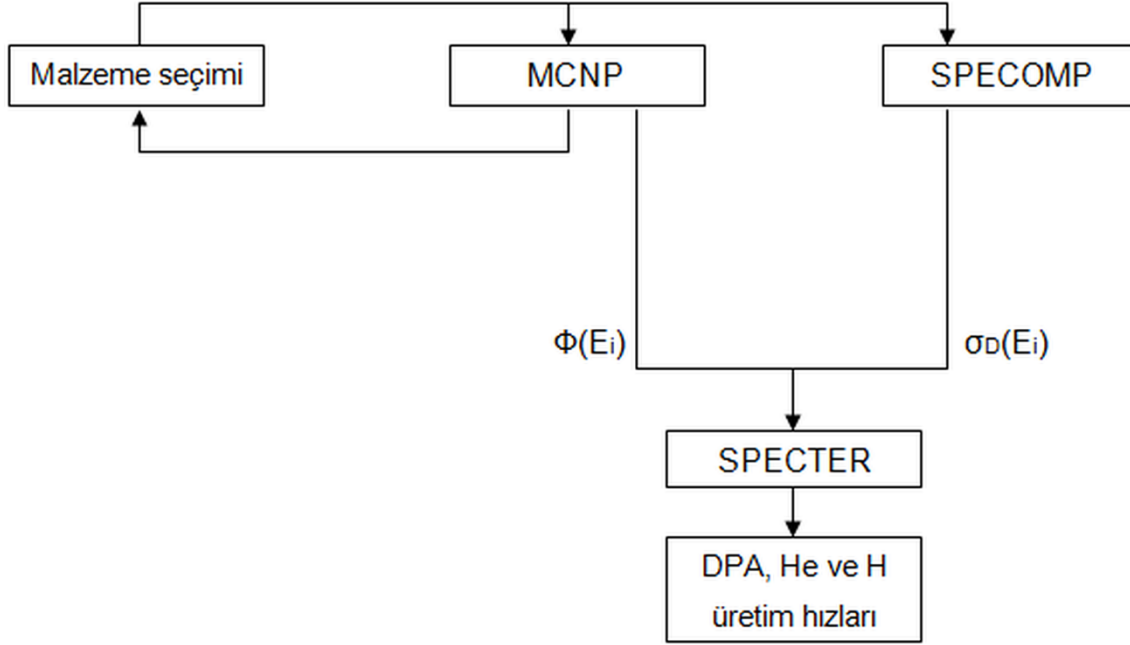 Malzeme seçimi
MCNP
SPECOMP
Φ(Ei)
σD(Ei)
SPECTER
DPA, He ve H
üretim hızları